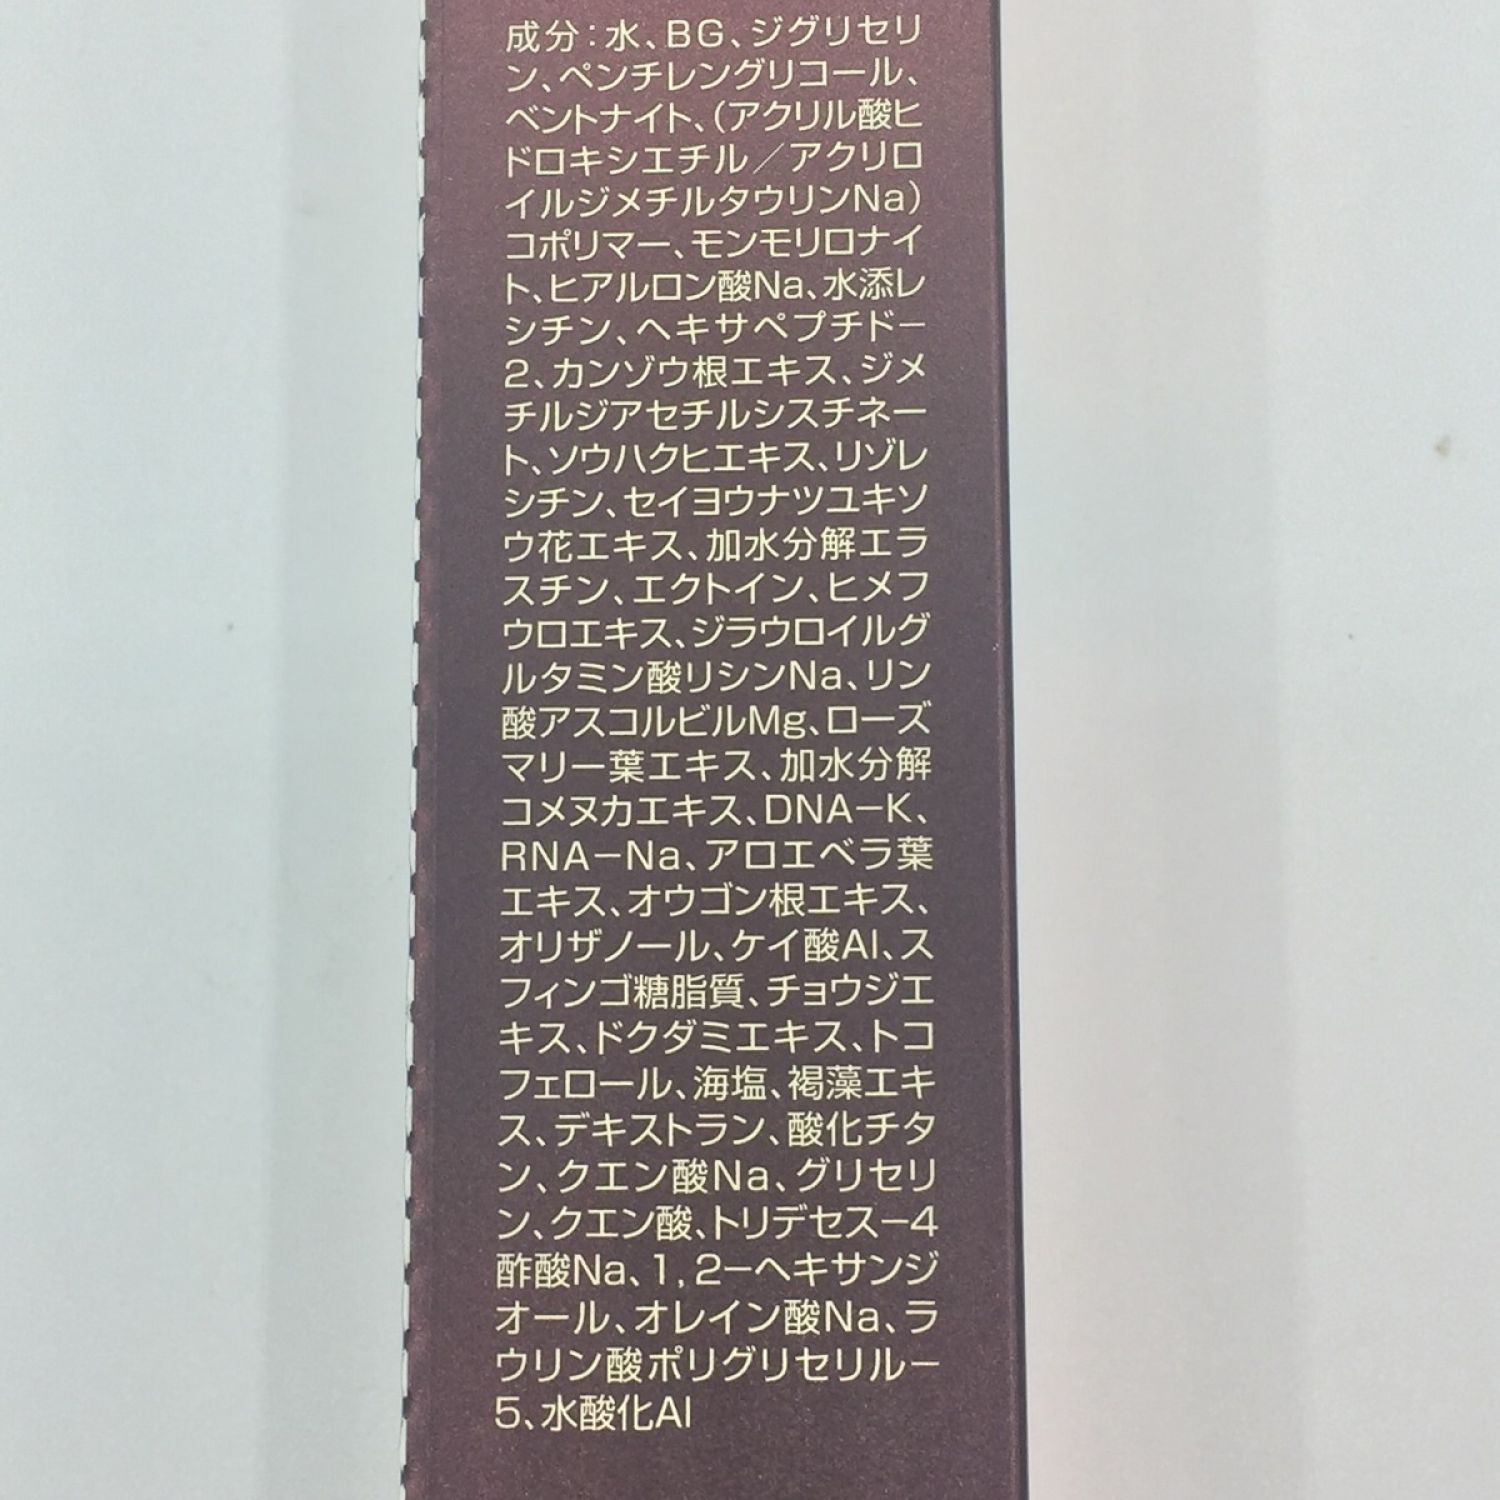 成分：水、BG、ジグリセリ
ン、ペンチレングリコール、
ベントナイト、（アクリル酸ヒ
ドロキシエチル／アクリロ
イルジメチルタウリンNa）
コポリマー、モンモリロナイ
ト、ヒアルロン酸Na、水添レ
シチン、ヘキサペプチドー
2、カンゾウ根エキス、ジメ
チルジアセチルシスチネー
ト、ソウハクヒエキス、リゾレ
シチン、セイヨウナツユキソ
ウ花エキス、加水分解エラ
スチン、エクトイン、ヒメフ
ウロエキス、ジラウロイルグ
ルタミン酸リシンNa、リン
酸アスコルビルMg、ローズ
マリー葉エキス、加水分解
コメヌカエキス、DNA－K、
RNA－Na、アロエベラ葉
エキス、オウゴン根エキス、
オリザノール、ケイ酸Al、ス
フィンゴ糖脂質、チョウジエ
キス、ドクダミエキス、トコ
フェロール、海塩、褐藻エキ
ス、デキストラン、酸化チタ
ン、クエン酸Na、グリセリ
ン、クエン酸、トリデセス－4
酢酸Na、1,2－ヘキサンジ
オール、オレイン酸Na、ラ
ウリン酸ポリグリセリル－
5、水酸化Al